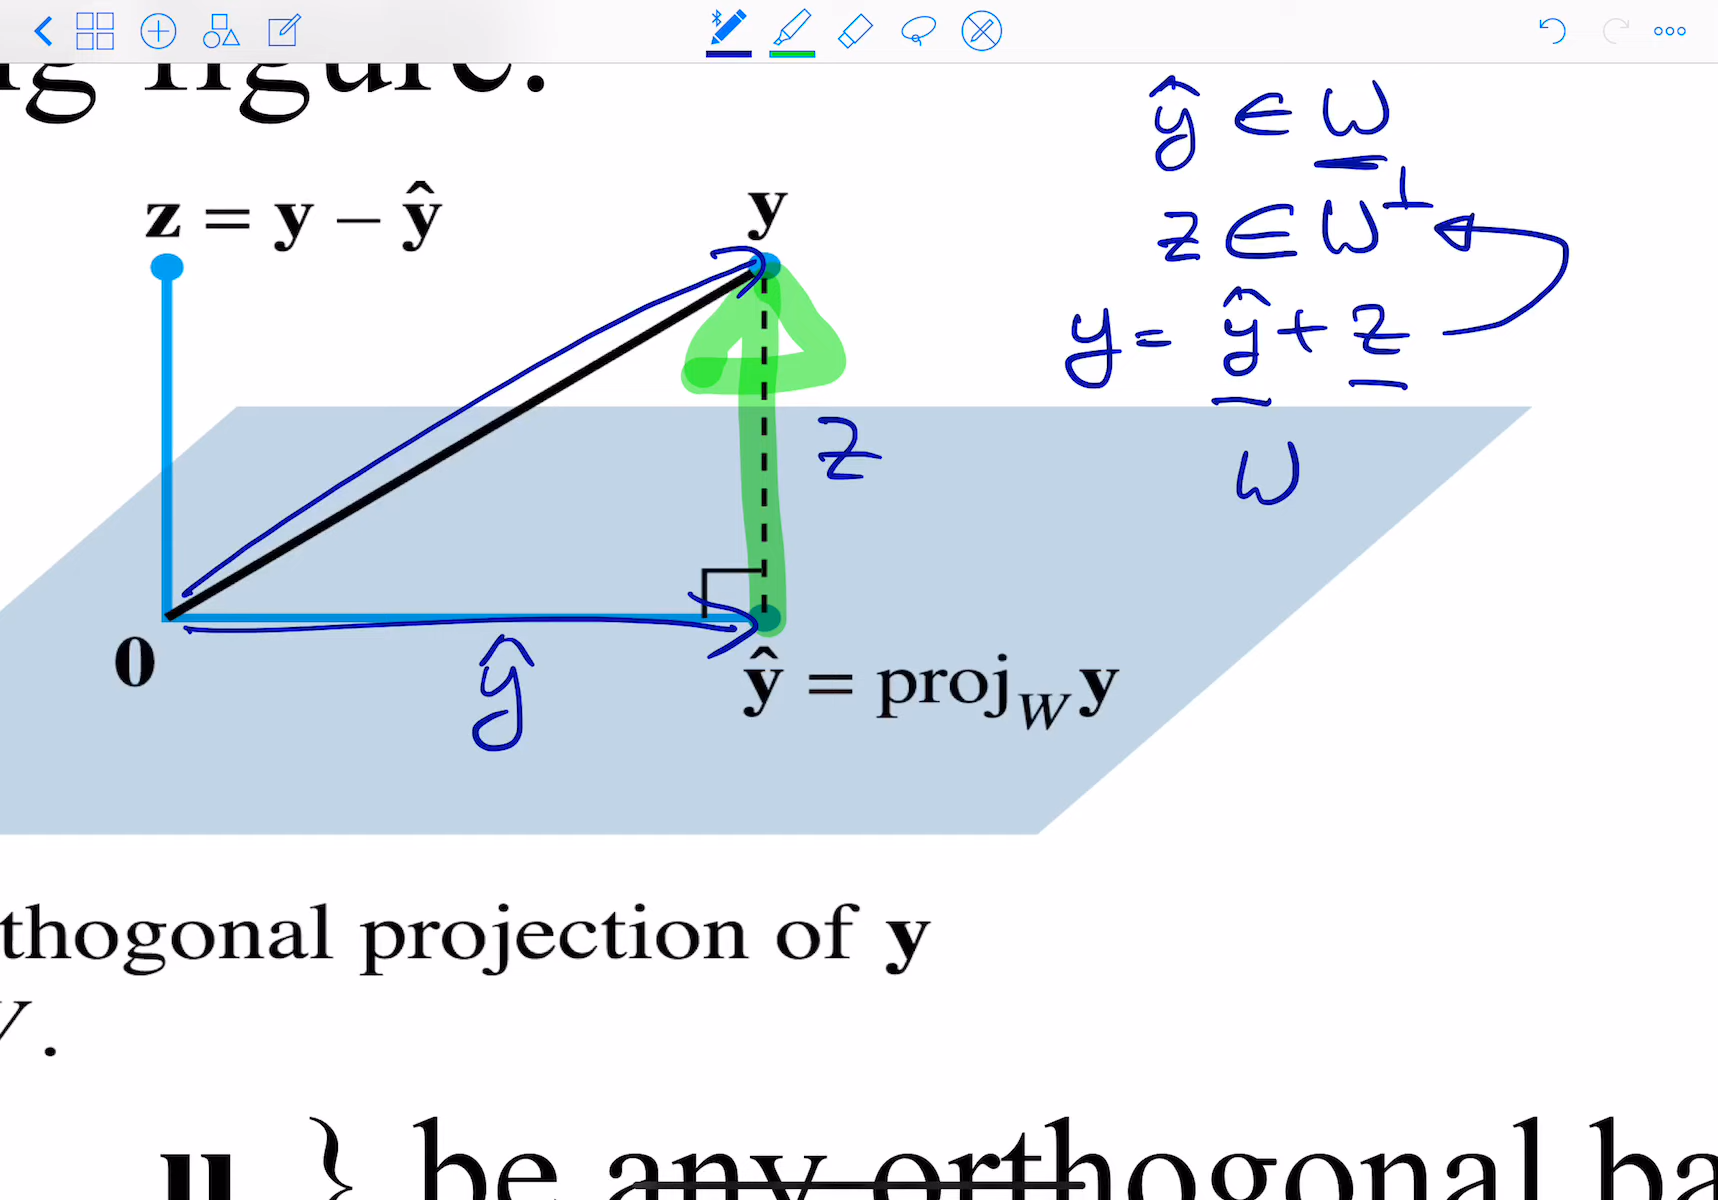 figure.
ŷ ∈ W
z ∈ W⊥
z = y − ŷ
y
y = ŷ + z
z
W
0
ŷ
ŷ = proj_W y
thogonal projection of y
.
u } be any orthogonal ba